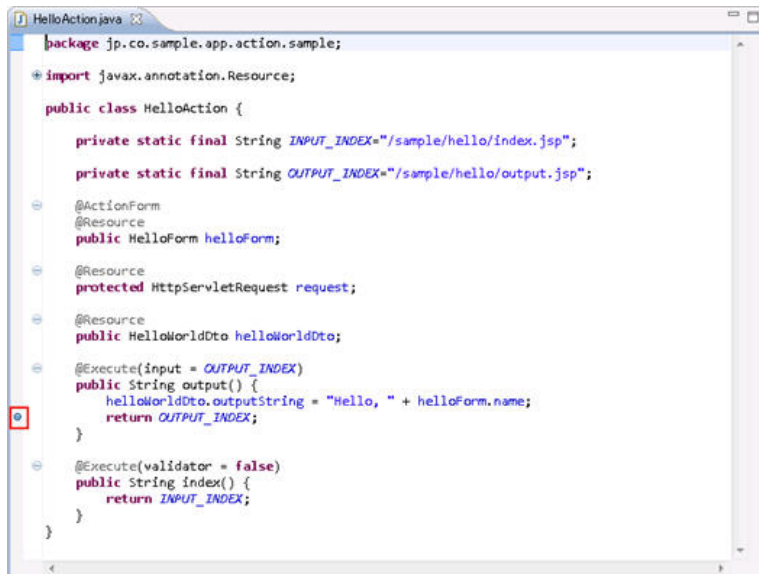 HelloAction.java
package jp.co.sample.app.action.sample;
import javax.annotation.Resource;
public class HelloAction {
private static final String INPUT_INDEX="/sample/hello/index.jsp";
private static final String OUTPUT_INDEX="/sample/hello/output.jsp";
@ActionForm
@Resource
public HelloForm helloForm;
@Resource
protected HttpServletRequest request;
@Resource
public HelloWorldDto helloWorldDto;
@Execute(input = OUTPUT_INDEX)
public String output() {
helloWorldDto.outputString = "Hello, " + helloForm.name;
return OUTPUT_INDEX;
}
@Execute(validator = false)
public String index() {
return INPUT_INDEX;
}
}